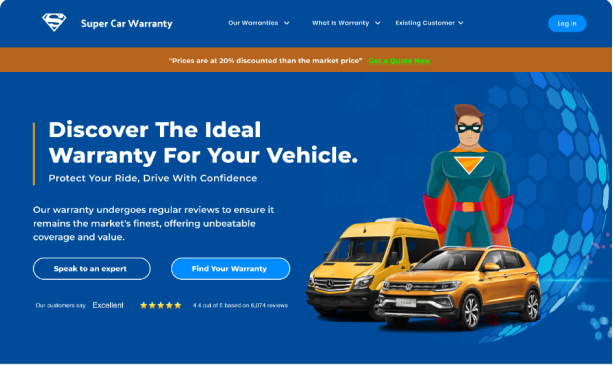 Super Car Warranty
Our Warranties
What Is Warranty
Existing Customer
Log In
"Prices are at 20% discounted than the market price" Get a Quote Now
Discover The Ideal
Warranty For Your Vehicle.
Protect Your Ride, Drive With Confidence
Our warranty undergoes regular reviews to ensure it
remains the market's finest, offering unbeatable
coverage and value.
Speak to an expert
Find Your Warranty
Our customers say Excellent
4.4 out of 5 based on 6,074 reviews